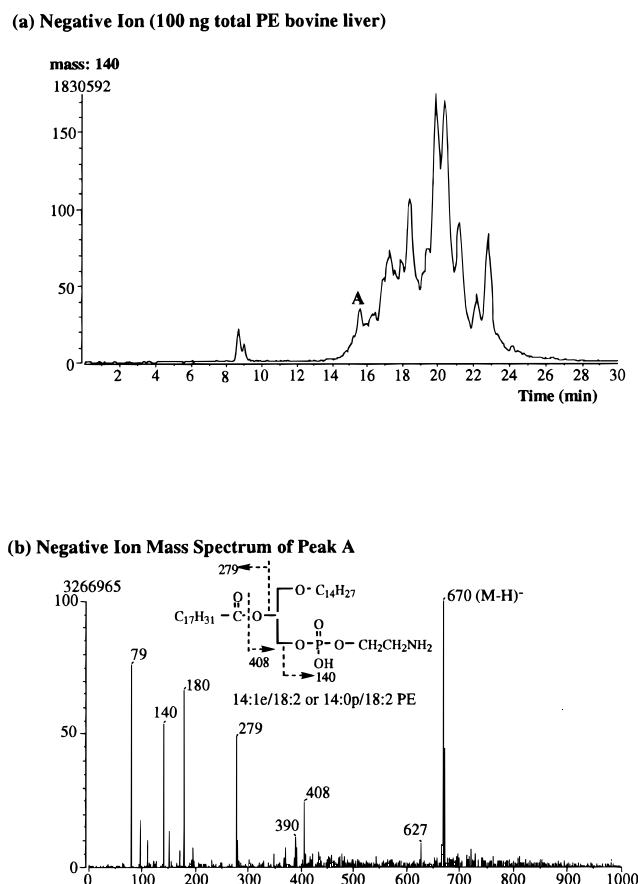 (a) Negative Ion (100 ng total PE bovine liver)
mass: 140
1830592
150
100
50
0
A
2 4 6 8 10 12 14 16 18 20 22 24 26 28 30
Time (min)
(b) Negative Ion Mass Spectrum of Peak A
3266965
100
50
0
279
O
C17H31 C O
O C14H27
O P O CH2CH2NH2
O
OH
408
140
14:1e/18:2 or 14:0p/18:2 PE
79
140
180
279
390
408
627
670 (M-H)-
0 100 200 300 400 500 600 700 800 900 1000